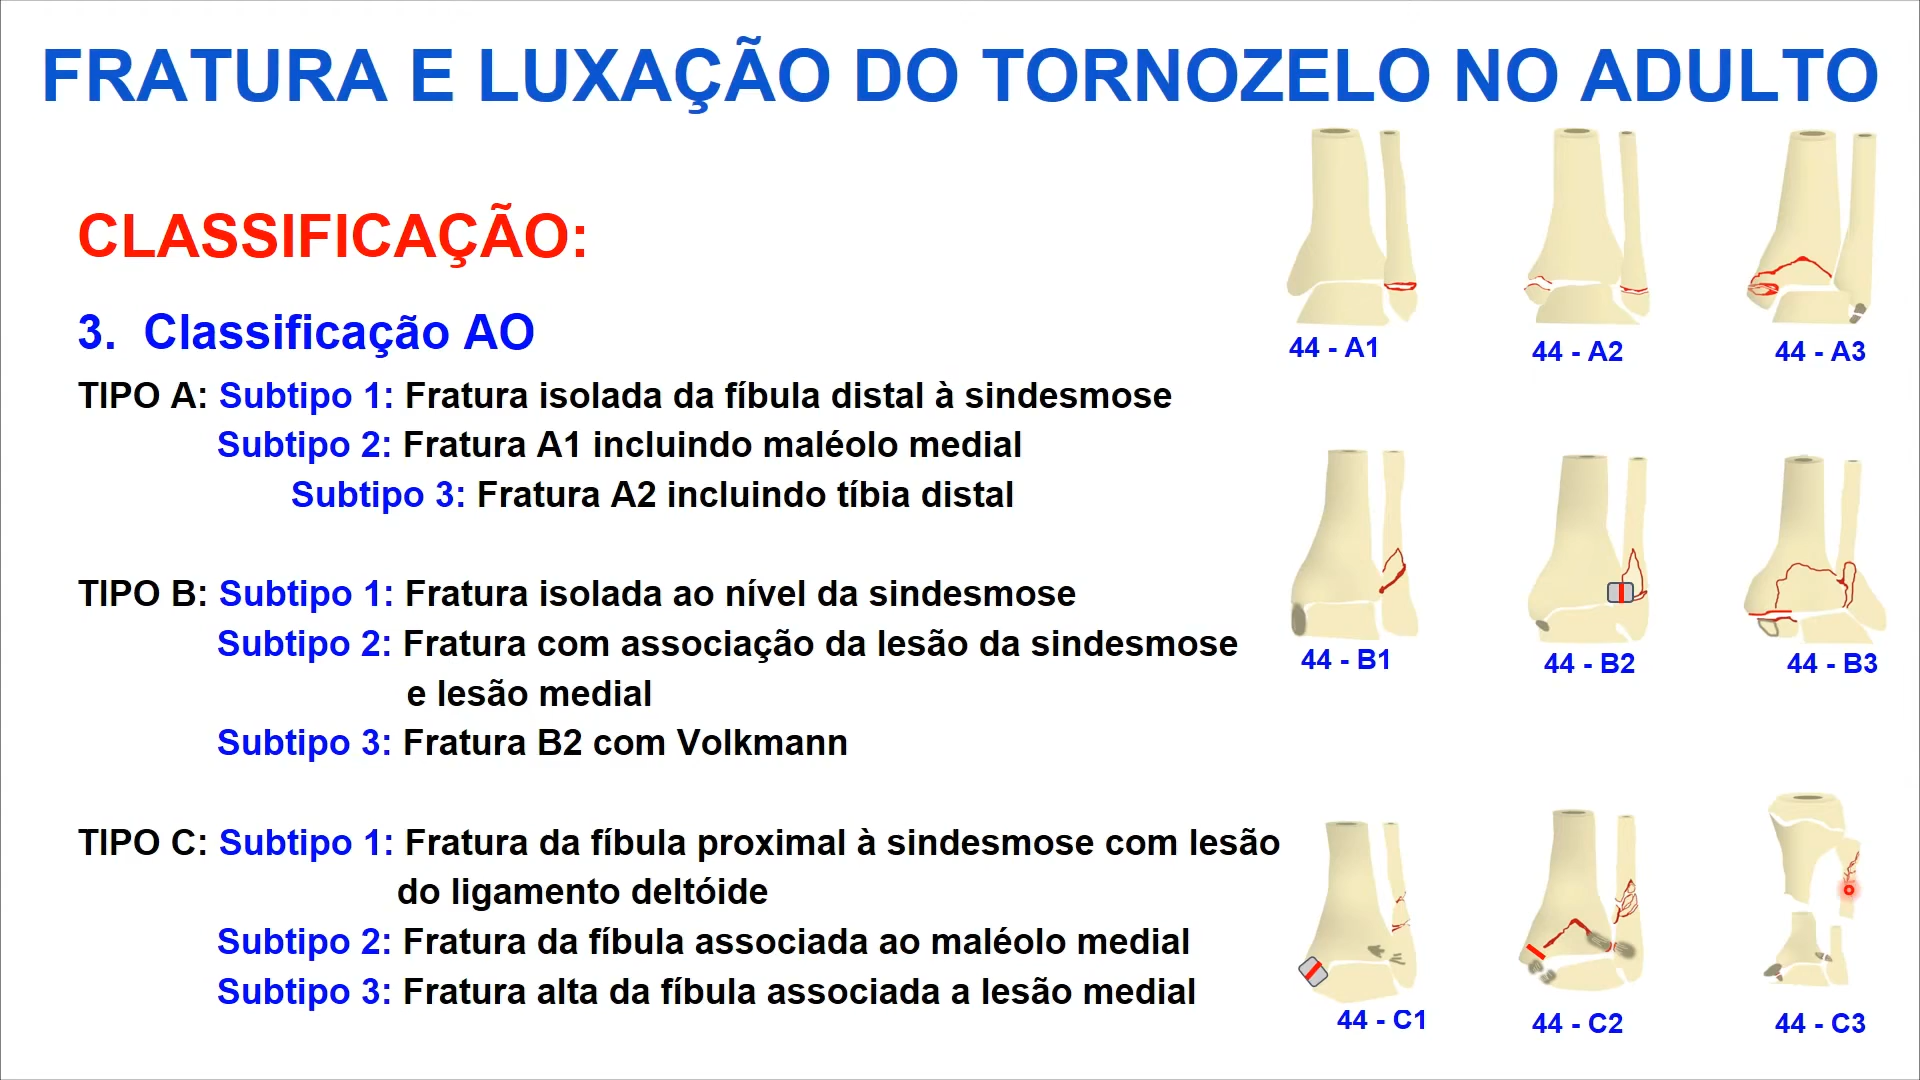 FRATURA E LUXAÇÃO DO TORNOZELO NO ADULTO
CLASSIFICAÇÃO:
3. Classificação AO
TIPO A: Subtipo 1: Fratura isolada da fíbula distal à sindesmose
Subtipo 2: Fratura A1 incluindo maléolo medial
Subtipo 3: Fratura A2 incluindo tíbia distal
TIPO B: Subtipo 1: Fratura isolada ao nível da sindesmose
Subtipo 2: Fratura com associação da lesão da sindesmose
e lesão medial
Subtipo 3: Fratura B2 com Volkmann
TIPO C: Subtipo 1: Fratura da fíbula proximal à sindesmose com lesão
do ligamento deltóide
Subtipo 2: Fratura da fíbula associada ao maléolo medial
Subtipo 3: Fratura alta da fíbula associada a lesão medial
44 - A1
44 - A2
44 - A3
44 - B1
44 - B2
44 - B3
44 - C1
44 - C2
44 - C3